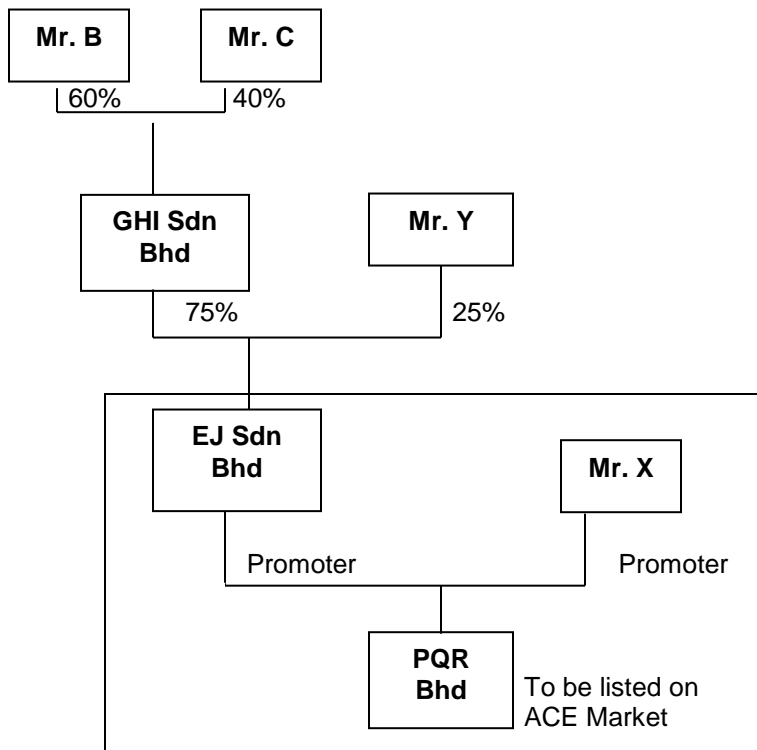 Mr. B
Mr. C
60%
40%
GHI Sdn
Bhd
Mr. Y
75%
25%
EJ Sdn
Bhd
Mr. X
Promoter
Promoter
PQR
Bhd
To be listed on
ACE Market